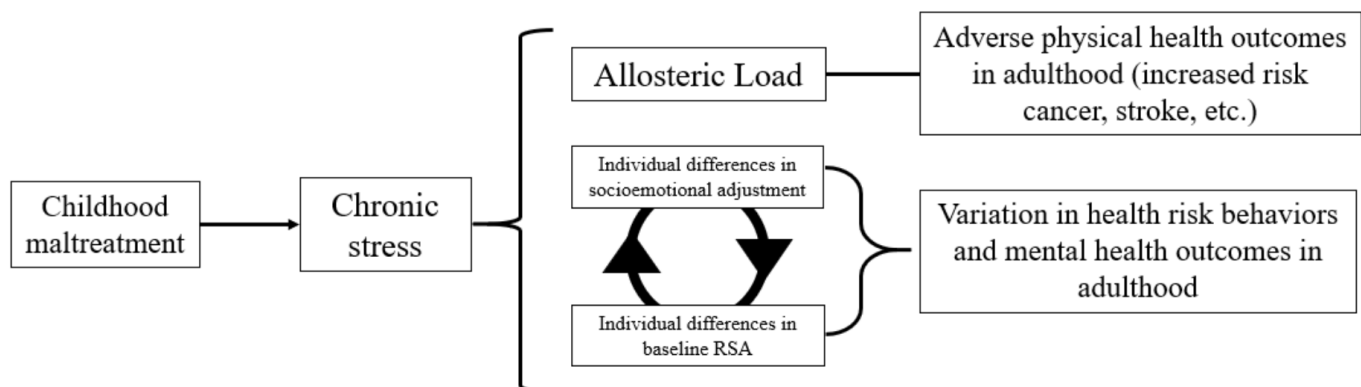 Childhood
maltreatment
Chronic
stress
Allosteric Load
Adverse physical health outcomes
in adulthood (increased risk
cancer, stroke, etc.)
Individual differences in
socioemotional adjustment
Individual differences in
baseline RSA
Variation in health risk behaviors
and mental health outcomes in
adulthood